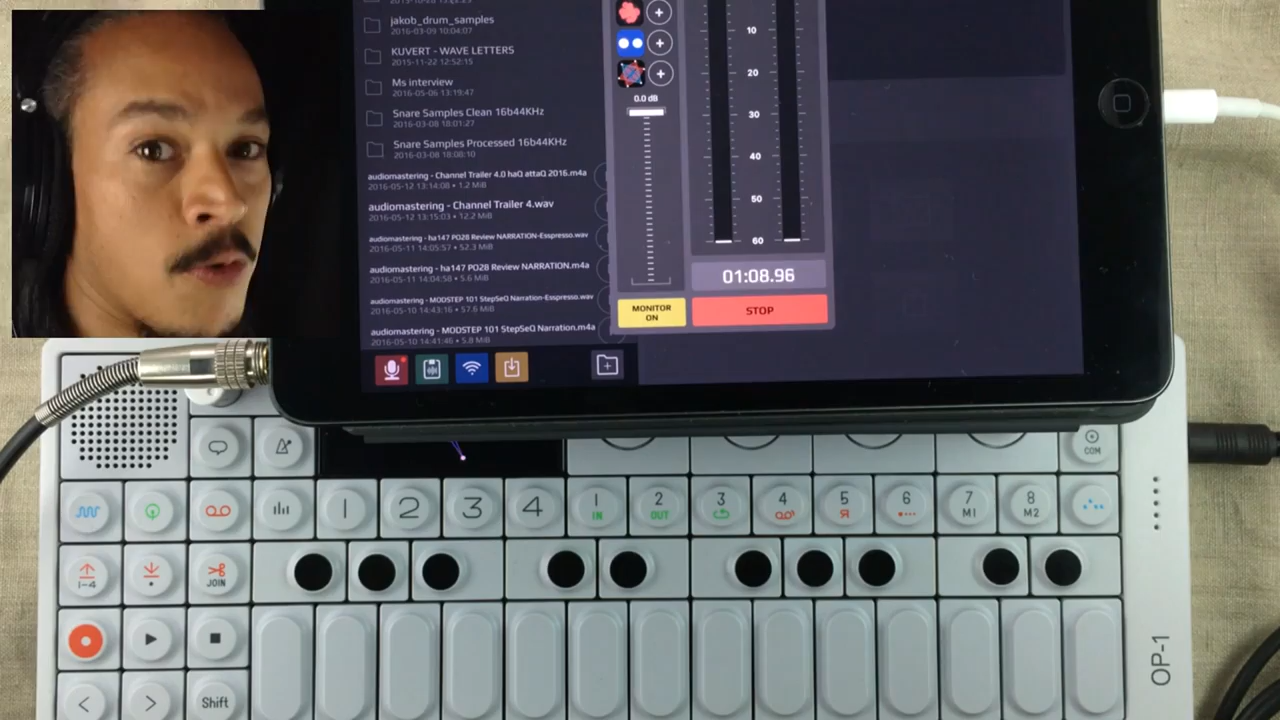 jakob_drum_samples
2016-03-09 10:04:07
KUVERT - WAVE LETTERS
2015-11-22 12:52:15
Ms interview
2016-05-06 13:19:47
Snare Samples Clean 16b44KHz
2016-03-08 18:01:27
Snare Samples Processed 16b44KHz
2016-03-08 18:08:10
audiomastering - Channel Trailer 4.0 haQ attaQ 2016.m4a
2016-05-12 13:14:08 • 1.2 MiB
audiomastering - Channel Trailer 4.wav
2016-05-12 13:15:03 • 12.2 MiB
audiomastering - ha147 PO28 Review NARRATION-Esspresso.wav
2016-05-11 14:05:57 • 52.3 MiB
audiomastering - ha147 PO28 Review NARRATION.m4a
2016-05-11 14:04:58 • 5.6 MiB
audiomastering - MODSTEP 101 StepSeQ Narration-Esspresso.wav
2016-05-10 14:43:16 • 57.6 MiB
audiomastering - MODSTEP 101 StepSeQ Narration.m4a
2016-05-10 14:41:46 • 5.8 MiB
0.0 dB
10
20
30
40
50
60
01:08.96
MONITOR
ON
STOP
COM
1 2 3 4
1 IN
2 OUT
3
4
5
6
7 M1
8 M2
1-4
JOIN
Shift
OP-1